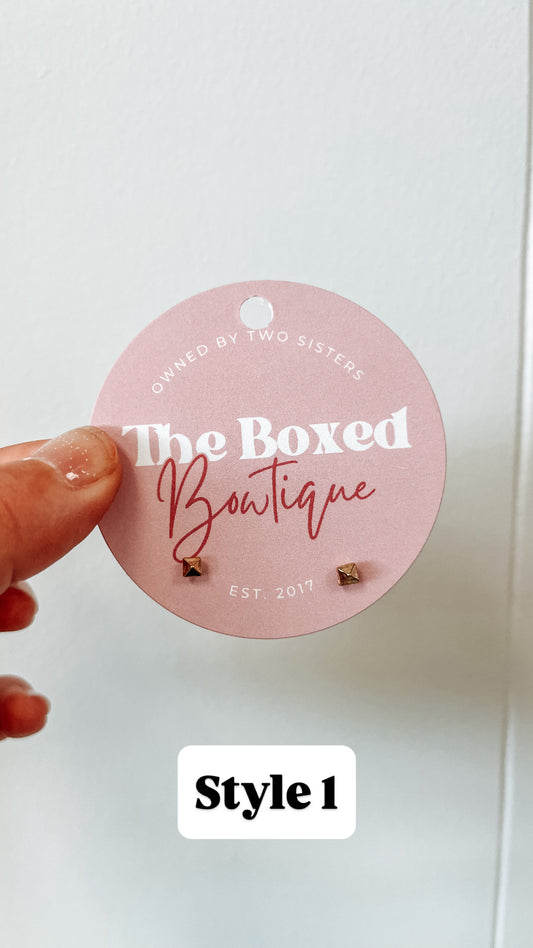 OWNED BY TWO SISTERS
The Boxed
Bowtique
EST. 2017
Style 1